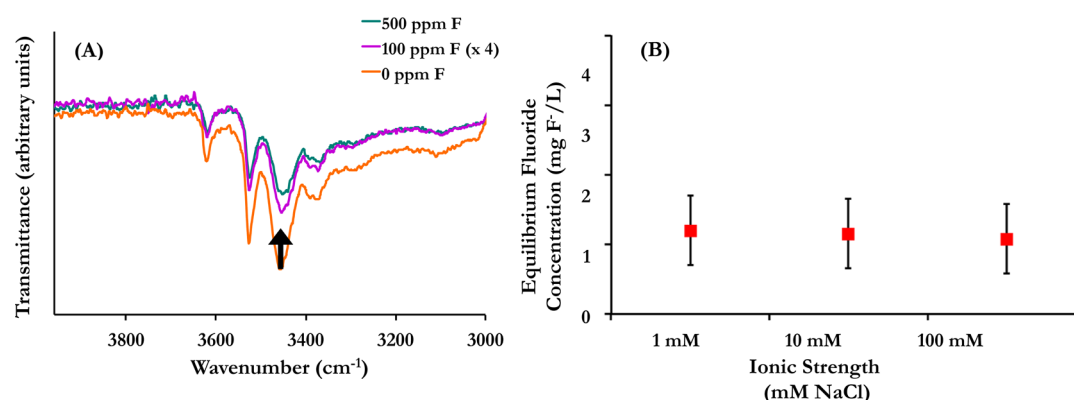 (A)
500 ppm F
100 ppm F (x 4)
0 ppm F
Transmittance (arbitrary units)
3800 3600 3400 3200 3000
Wavenumber (cm-1)
(B)
Equilibrium Fluoride
Concentration (mg F-/L)
4
3
2
1
0
1 mM 10 mM 100 mM
Ionic Strength
(mM NaCl)